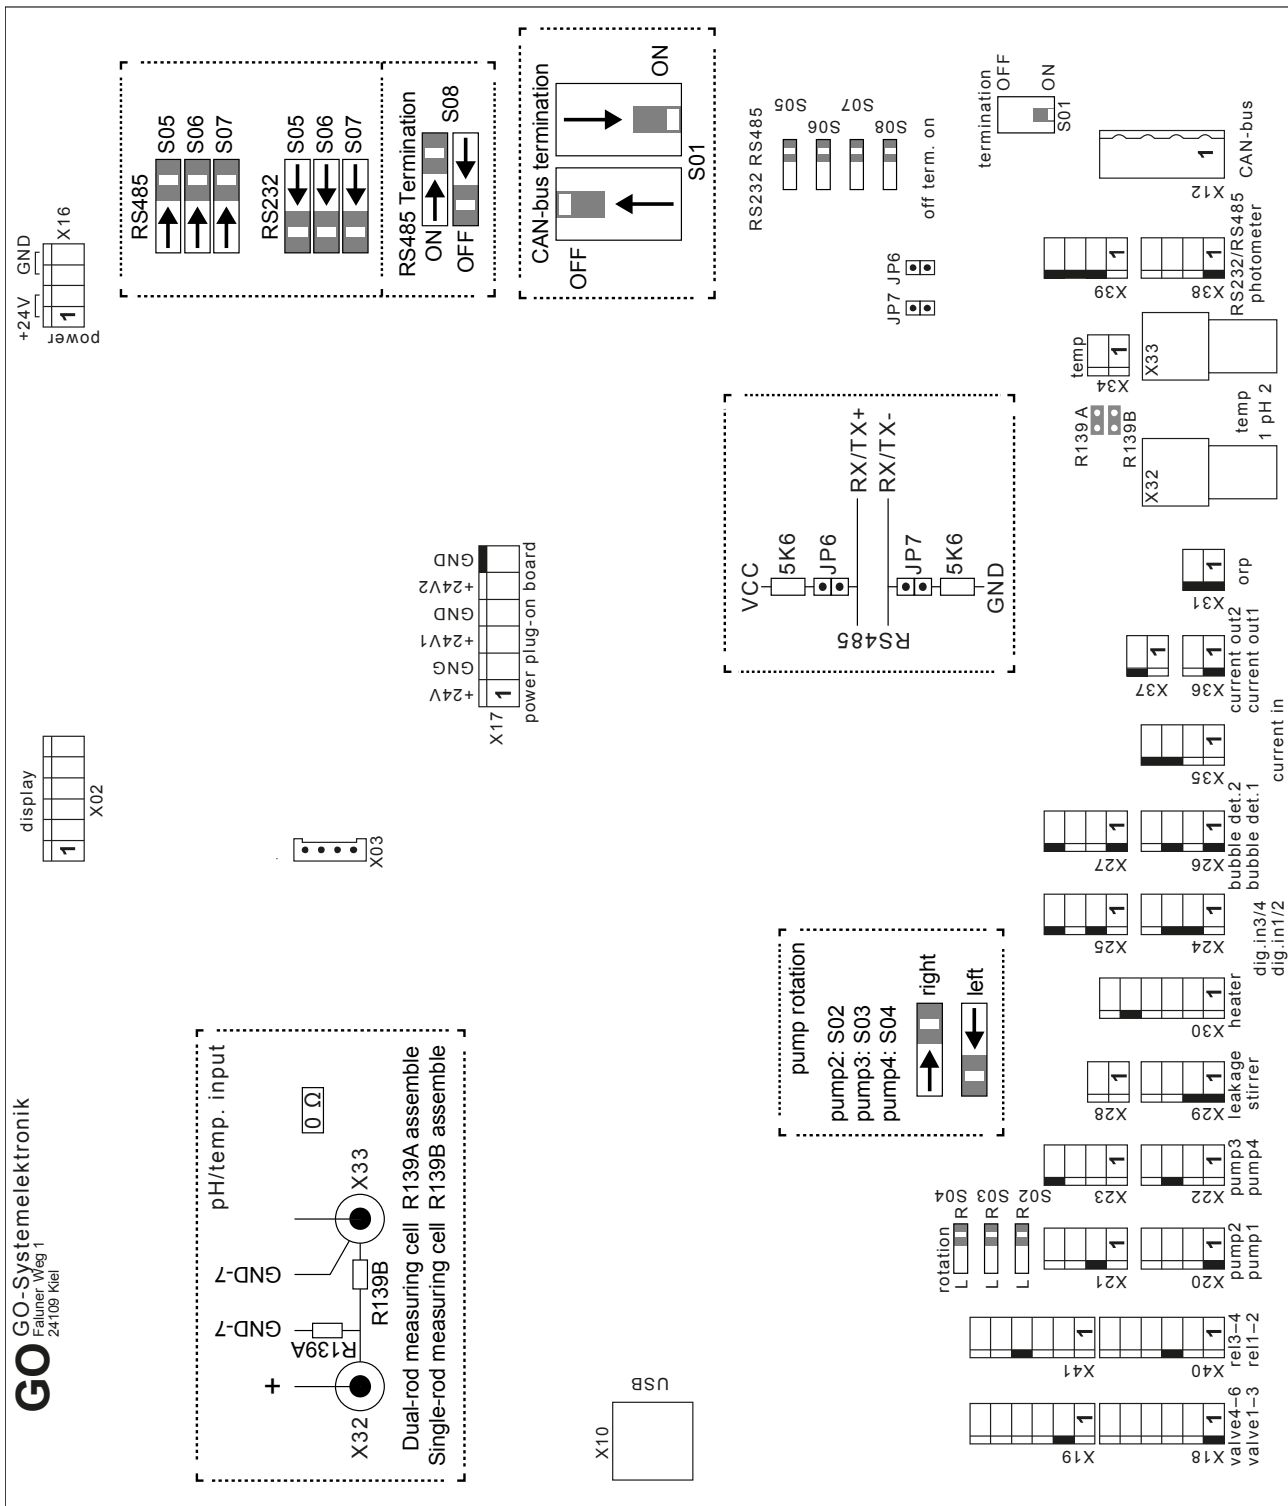 GO GO-Systemelektronik
Faluner Weg 1
24109 Kiel
display
1
X02
+24V GND
power
1
X16
RS485
S05
S06
S07
RS232
S05
S06
S07
RS485 Termination
ON
OFF
S08
CAN-bus termination
OFF
ON
S01
pH/temp. input
0 Ω
+
GND-7
GND-7
R139A
R139B
X32
X33
Dual-rod measuring cell R139A assemble
Single-rod measuring cell R139B assemble
X03
+24V
GNG
+24V1
GND
+24V2
GND
1
X17
power plug-on board
X10
USB
VCC
5K6
JP6
RX/TX+
RX/TX-
RS485
JP7
5K6
GND
pump rotation
pump2: S02
pump3: S03
pump4: S04
right
left
RS232 RS485
S05
S06
S07
S08
off term. on
JP7
JP6
termination
OFF
ON
S01
rotation
L R S04
L R S03
L R S02
1
X12
CAN-bus
1
X39
1
X38
RS232/RS485
photometer
temp
1
X34
R139A
R139B
X33
X32
temp
1 pH 2
1
X31
orp
1
X37
1
X36
current out2
current out1
1
X35
current in
1
X27
1
X26
bubble det.2
bubble det.1
1
X25
1
X24
dig.in3/4
dig.in1/2
1
X30
heater
1
X28
1
X29
leakage
stirrer
1
X23
1
X22
pump3
pump4
1
X21
1
X20
pump2
pump1
1
X41
1
X40
rel3–4
rel1–2
1
X19
1
X18
valve4–6
valve1–3